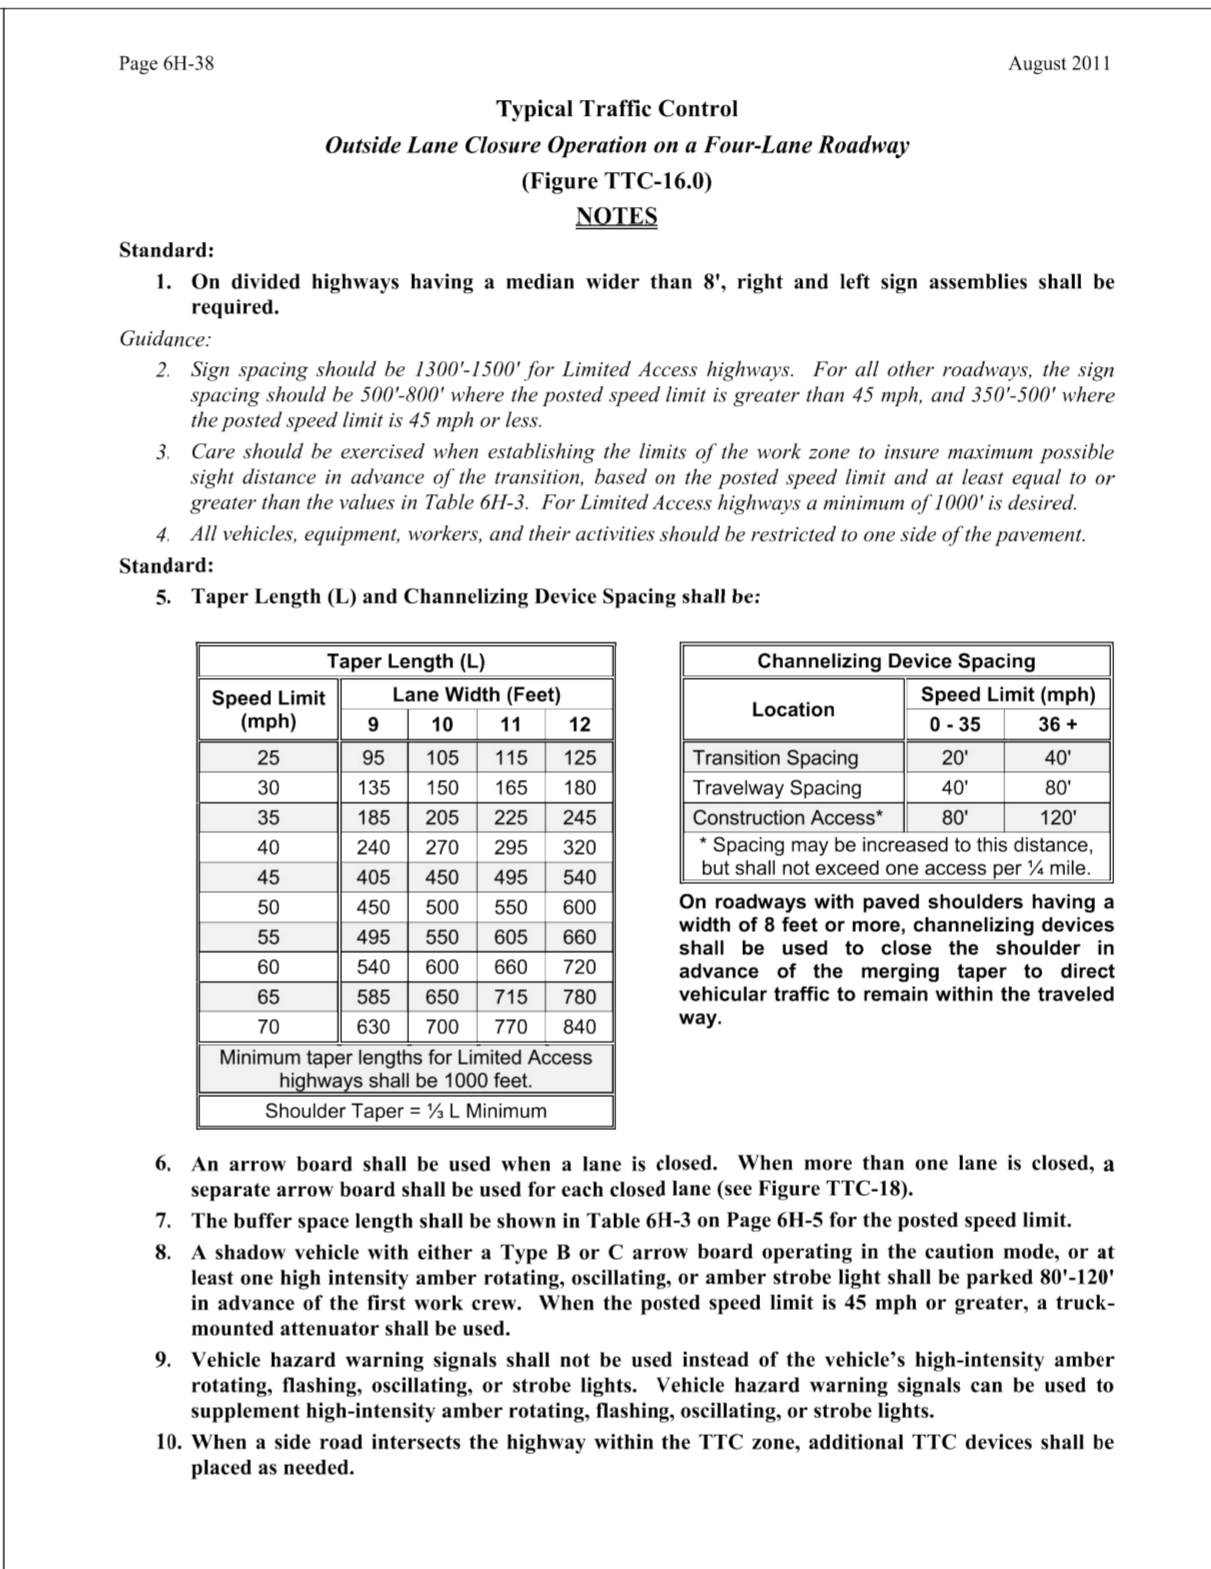 Page 6H-38 August 2011
Typical Traffic Control
Outside Lane Closure Operation on a Four-Lane Roadway
(Figure TTC-16.0)
NOTES
Standard:
1. On divided highways having a median wider than 8', right and left sign assemblies shall be
required.
Guidance:
2. Sign spacing should be 1300'-1500' for Limited Access highways. For all other roadways, the sign
spacing should be 500'-800' where the posted speed limit is greater than 45 mph, and 350'-500' where
the posted speed limit is 45 mph or less.
3. Care should be exercised when establishing the limits of the work zone to insure maximum possible
sight distance in advance of the transition, based on the posted speed limit and at least equal to or
greater than the values in Table 6H-3. For Limited Access highways a minimum of 1000' is desired.
4. All vehicles, equipment, workers, and their activities should be restricted to one side of the pavement.
Standard:
5. Taper Length (L) and Channelizing Device Spacing shall be:
Taper Length (L)
Speed Limit
(mph)
Lane Width (Feet)
9 10 11 12
25 95 105 115 125
30 135 150 165 180
35 185 205 225 245
40 240 270 295 320
45 405 450 495 540
50 450 500 550 600
55 495 550 605 660
60 540 600 660 720
65 585 650 715 780
70 630 700 770 840
Minimum taper lengths for Limited Access
highways shall be 1000 feet.
Shoulder Taper = ⅓ L Minimum
Channelizing Device Spacing
Location
Speed Limit (mph)
0 - 35 36 +
Transition Spacing 20' 40'
Travelway Spacing 40' 80'
Construction Access* 80' 120'
* Spacing may be increased to this distance,
but shall not exceed one access per ¼ mile.
On roadways with paved shoulders having a
width of 8 feet or more, channelizing devices
shall be used to close the shoulder in
advance of the merging taper to direct
vehicular traffic to remain within the traveled
way.
6. An arrow board shall be used when a lane is closed. When more than one lane is closed, a
separate arrow board shall be used for each closed lane (see Figure TTC-18).
7. The buffer space length shall be shown in Table 6H-3 on Page 6H-5 for the posted speed limit.
8. A shadow vehicle with either a Type B or C arrow board operating in the caution mode, or at
least one high intensity amber rotating, oscillating, or amber strobe light shall be parked 80'-120'
in advance of the first work crew. When the posted speed limit is 45 mph or greater, a truck-
mounted attenuator shall be used.
9. Vehicle hazard warning signals shall not be used instead of the vehicle’s high-intensity amber
rotating, flashing, oscillating, or strobe lights. Vehicle hazard warning signals can be used to
supplement high-intensity amber rotating, flashing, oscillating, or strobe lights.
10. When a side road intersects the highway within the TTC zone, additional TTC devices shall be
placed as needed.